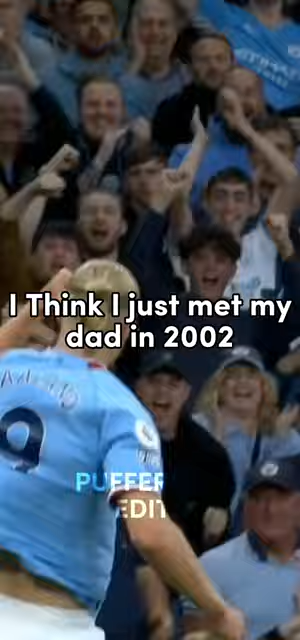 I Think I just met my
dad in 2002
9
PUFFER
EDIT